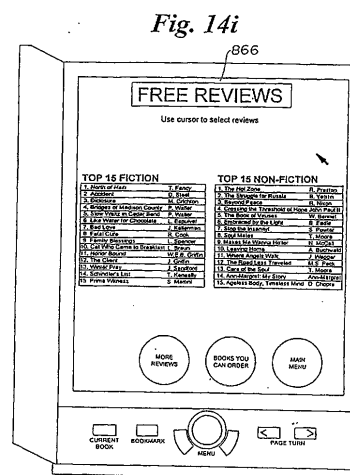 Fig. 14i
866
FREE REVIEWS
Use cursor to select reviews
TOP 15 FICTION
1. North of Hath T. Fancy
2. Accident D. Steel
3. Diclosure M. Crichton
4. Bridges of Madison County P. Waller
5. Slow Waltz in Cedar Bend P. Waller
6. Like Water for Chocolate L. Esquivel
7. Bad Love J. Kellerman
8. Fatal Cure R. Cook
9. Family Blessings L. Spencer
10. Cat Who Came to Breakfast L. Braun
11. Honor Bound W.E.B. Griffin
12. The Client J. Grifin
13. Winter Prey J. Sandford
14. Schindler's List T. Keneally
15. Prime Witness S. Martini
TOP 15 NON-FICTION
1. The Hot Zone R. Preston
2. The Struggle for Russia B. Yeltsin
3. Beyond Peace R. Nixon
4. Crossing the Threshold of Hope John Paul II
5. The Book of Viruses W. Bennet
6. Embraced by the Light B. Eadie
7. Stop the Insanity! S. Powter
8. Soul Mates T. Moore
9. Makes Me Wanna Holler N. McCall
10. Leaving Home A. Buchwald
11. Where Angels Walk J. Wagger
12. The Road Less Traveled M.S. Peck
13. Care of the Soul T. Moore
14. Ann-Margret: My Story Ann-Margret
15. Ageless Body, Timeless Mind D. Chopra
MORE
REVIEWS
BOOKS YOU
CAN ORDER
MAIN
MENU
CURRENT
BOOK
BOOKMARK
MENU
< >
PAGE TURN